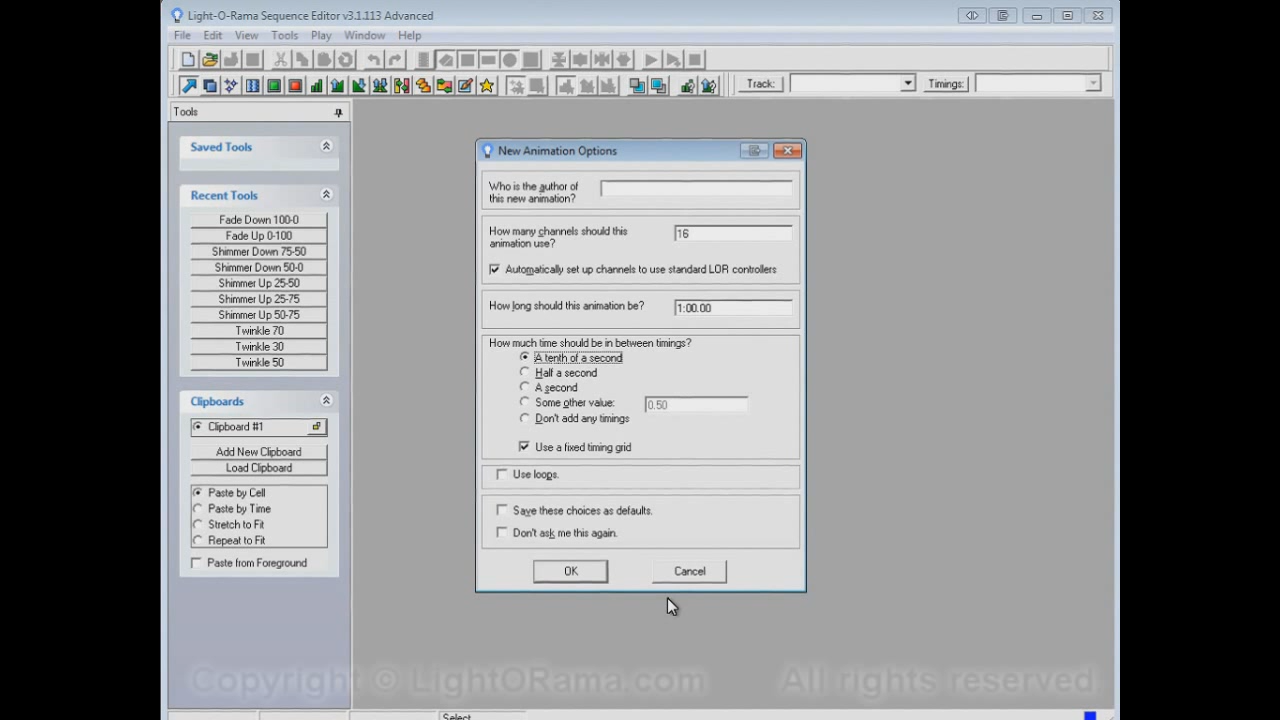 Light-O-Rama Sequence Editor v3.1.113 Advanced
File Edit View Tools Play Window Help
Track: Timings:
Tools
Saved Tools
Recent Tools
Fade Down 100-0
Fade Up 0-100
Shimmer Down 75-50
Shimmer Down 50-0
Shimmer Up 25-50
Shimmer Up 25-75
Shimmer Up 50-75
Twinkle 70
Twinkle 30
Twinkle 50
Clipboards
Clipboard #1
Add New Clipboard
Load Clipboard
Paste by Cell
Paste by Time
Stretch to Fit
Repeat to Fit
Paste from Foreground
New Animation Options
Who is the author of
this new animation?
How many channels should this
animation use?
16
Automatically set up channels to use standard LOR controllers
How long should this animation be?
1:00.00
How much time should be in between timings?
A tenth of a second
Half a second
A second
Some other value:
0.50
Don't add any timings
Use a fixed timing grid
Use loops.
Save these choices as defaults.
Don't ask me this again.
OK Cancel
Copyright © LightORama.com All rights reserved
Select